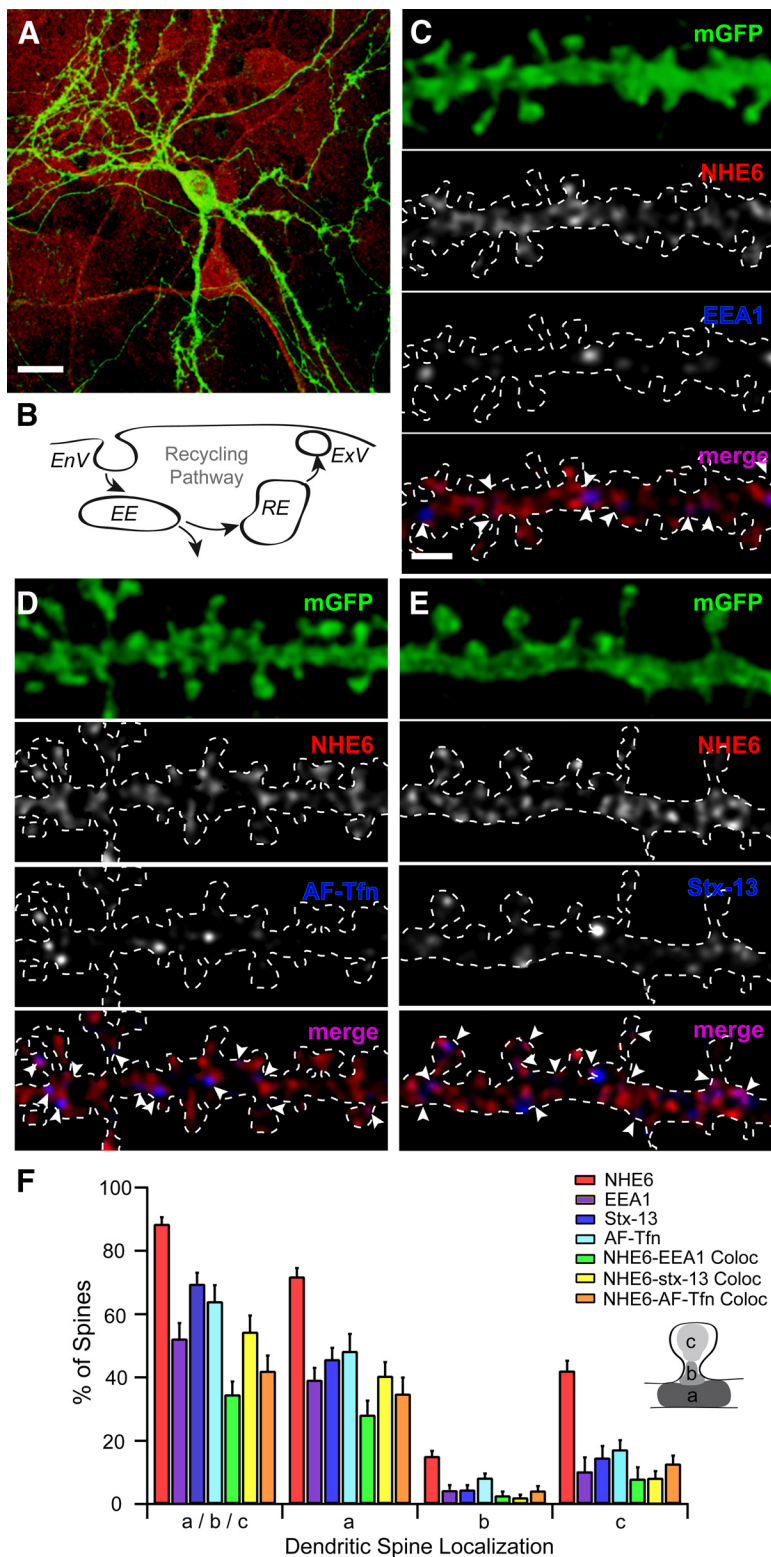 A
C
mGFP
NHE6
EEA1
merge
B
EnV
Recycling
Pathway
ExV
EE
RE
D
mGFP
NHE6
AF-Tfn
merge
E
mGFP
NHE6
Stx-13
merge
F
NHE6
EEA1
Stx-13
AF-Tfn
NHE6-EEA1 Coloc
NHE6-stx-13 Coloc
NHE6-AF-Tfn Coloc
c
b
a
% of Spines
100
80
60
40
20
0
a / b / c
a
b
c
Dendritic Spine Localization